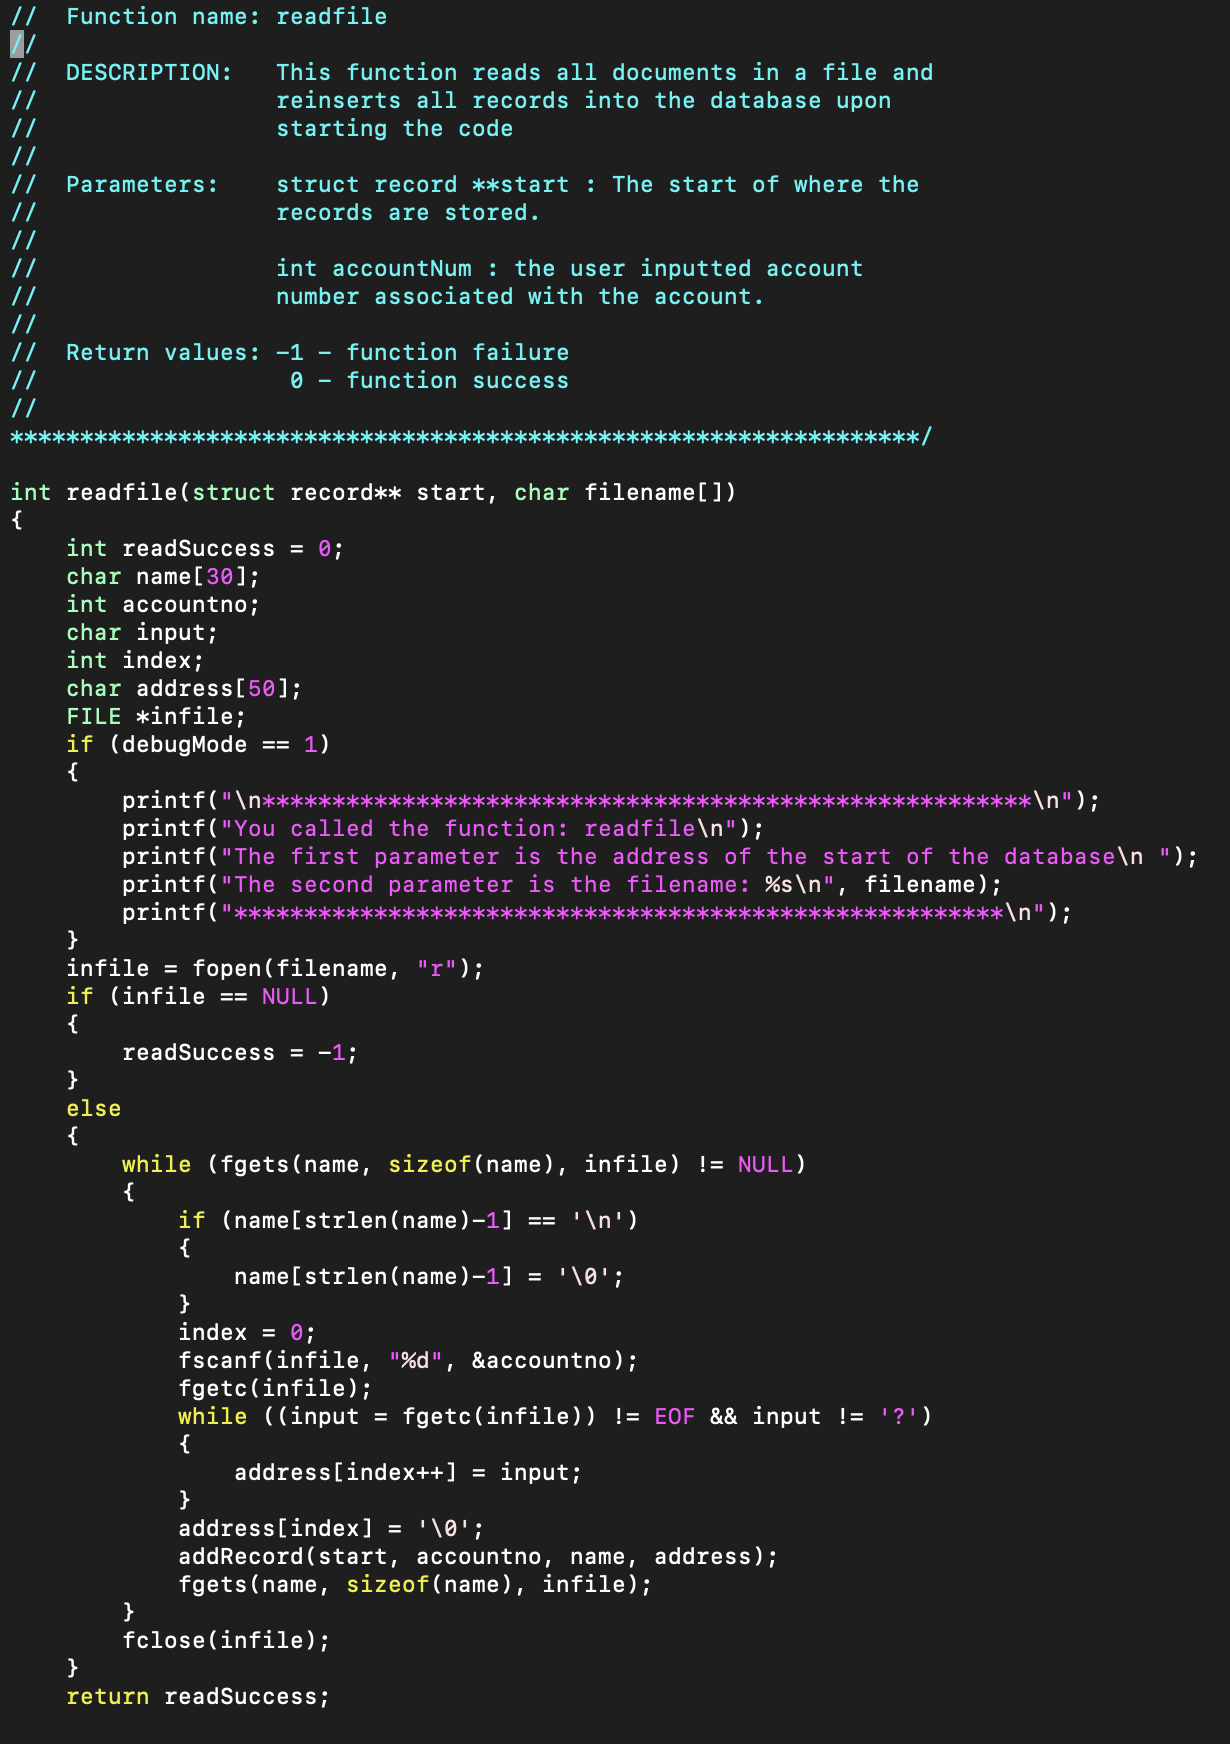 //  Function name: readfile
//
//  DESCRIPTION:   This function reads all documents in a file and
//                 reinserts all records into the database upon
//                 starting the code
//
//  Parameters:    struct record **start : The start of where the
//                 records are stored.
//
//                 int accountNum : the user inputted account
//                 number associated with the account.
//
//  Return values: -1 - function failure
//                  0 - function success
//
*****************************************************************/

int readfile(struct record** start, char filename[])
{
    int readSuccess = 0;
    char name[30];
    int accountno;
    char input;
    int index;
    char address[50];
    FILE *infile;
    if (debugMode == 1)
    {
        printf("\n*******************************************************\n");
        printf("You called the function: readfile\n");
        printf("The first parameter is the address of the start of the database\n ");
        printf("The second parameter is the filename: %s\n", filename);
        printf("*******************************************************\n");
    }
    infile = fopen(filename, "r");
    if (infile == NULL)
    {
        readSuccess = -1;
    }
    else
    {
        while (fgets(name, sizeof(name), infile) != NULL)
        {
            if (name[strlen(name)-1] == '\n')
            {
                name[strlen(name)-1] = '\0';
            }
            index = 0;
            fscanf(infile, "%d", &accountno);
            fgetc(infile);
            while ((input = fgetc(infile)) != EOF && input != '?')
            {
                address[index++] = input;
            }
            address[index] = '\0';
            addRecord(start, accountno, name, address);
            fgets(name, sizeof(name), infile);
        }
        fclose(infile);
    }
    return readSuccess;